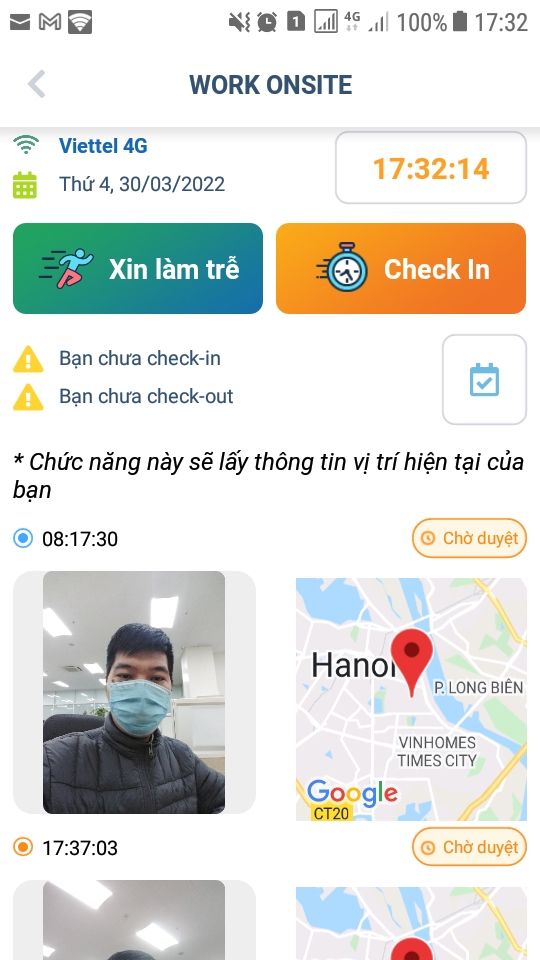 4G 100% 17:32
WORK ONSITE
Viettel 4G
17:32:14
Thứ 4, 30/03/2022
Xin làm trễ
Check In
Bạn chưa check-in
Bạn chưa check-out
* Chức năng này sẽ lấy thông tin vị trí hiện tại của
bạn
08:17:30
Chờ duyệt
Hanoi
P. LONG BIÊN
VINHOMES
TIMES CITY
Google
CT20
17:37:03
Chờ duyệt